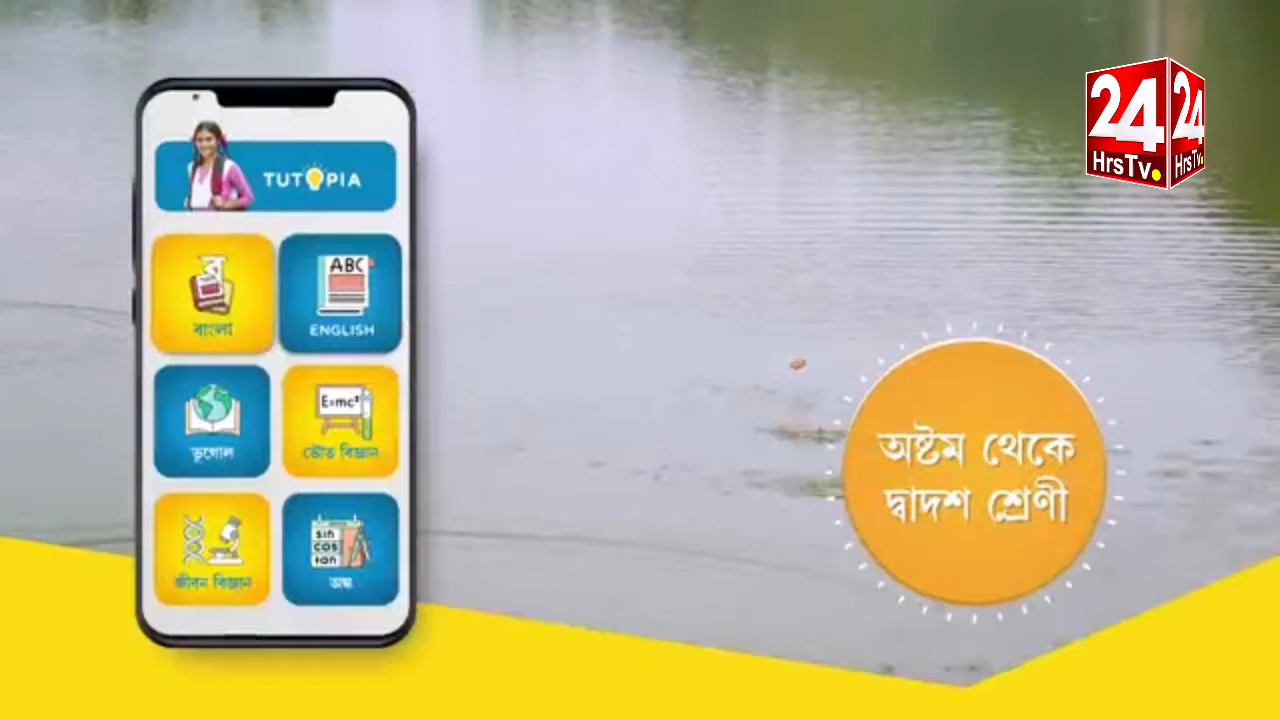 TUTOPIA
র
বাংলা
ABC
ENGLISH
ভূগোল
E=mc²
ভৌত বিজ্ঞান
জীবন বিজ্ঞান
sin
cos
tan
অঙ্ক
24 24
HrsTv. HrsTv.
অষ্টম থেকে
দ্বাদশ শ্রেণী